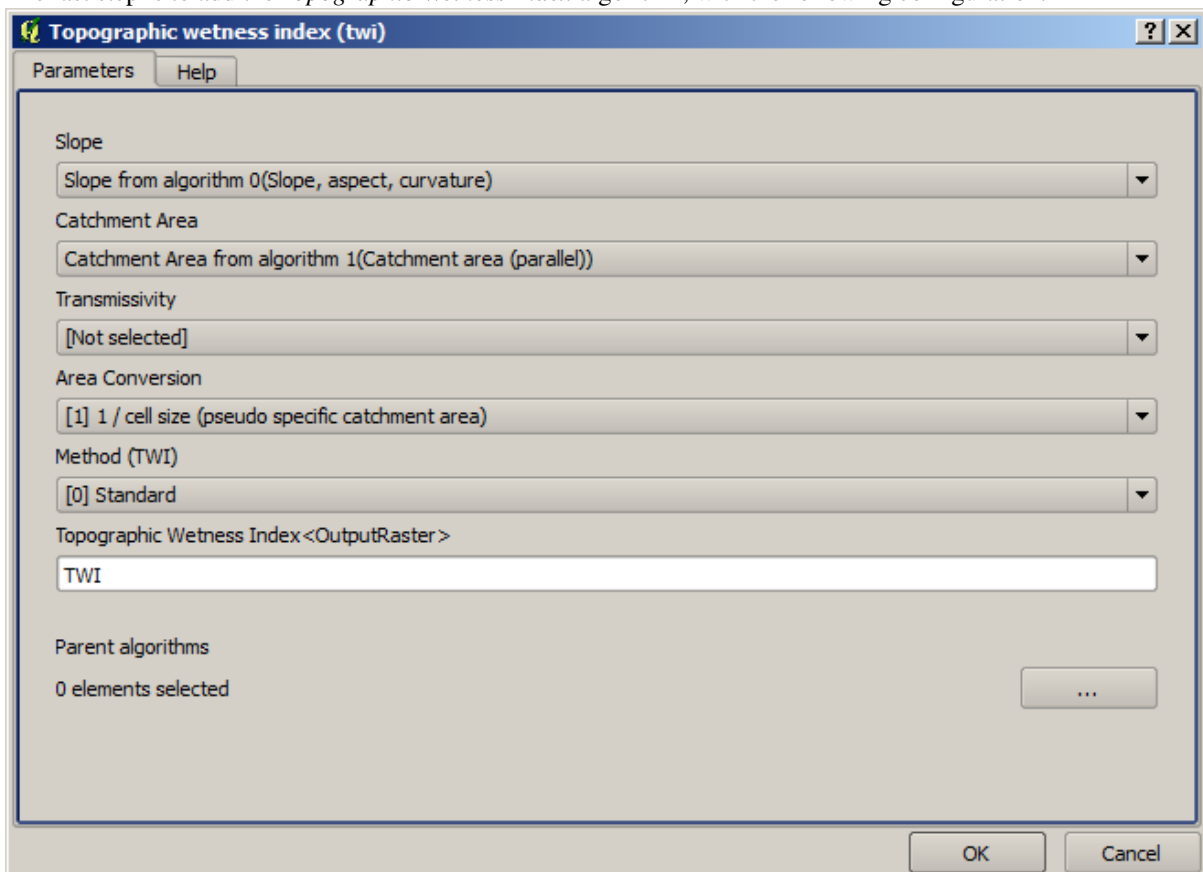 Topographic wetness index (twi)
Parameters Help
Slope
Slope from algorithm 0(Slope, aspect, curvature)
Catchment Area
Catchment Area from algorithm 1(Catchment area (parallel))
Transmissivity
[Not selected]
Area Conversion
[1] 1 / cell size (pseudo specific catchment area)
Method (TWI)
[0] Standard
Topographic Wetness Index<OutputRaster>
TWI
Parent algorithms
0 elements selected ...
OK Cancel